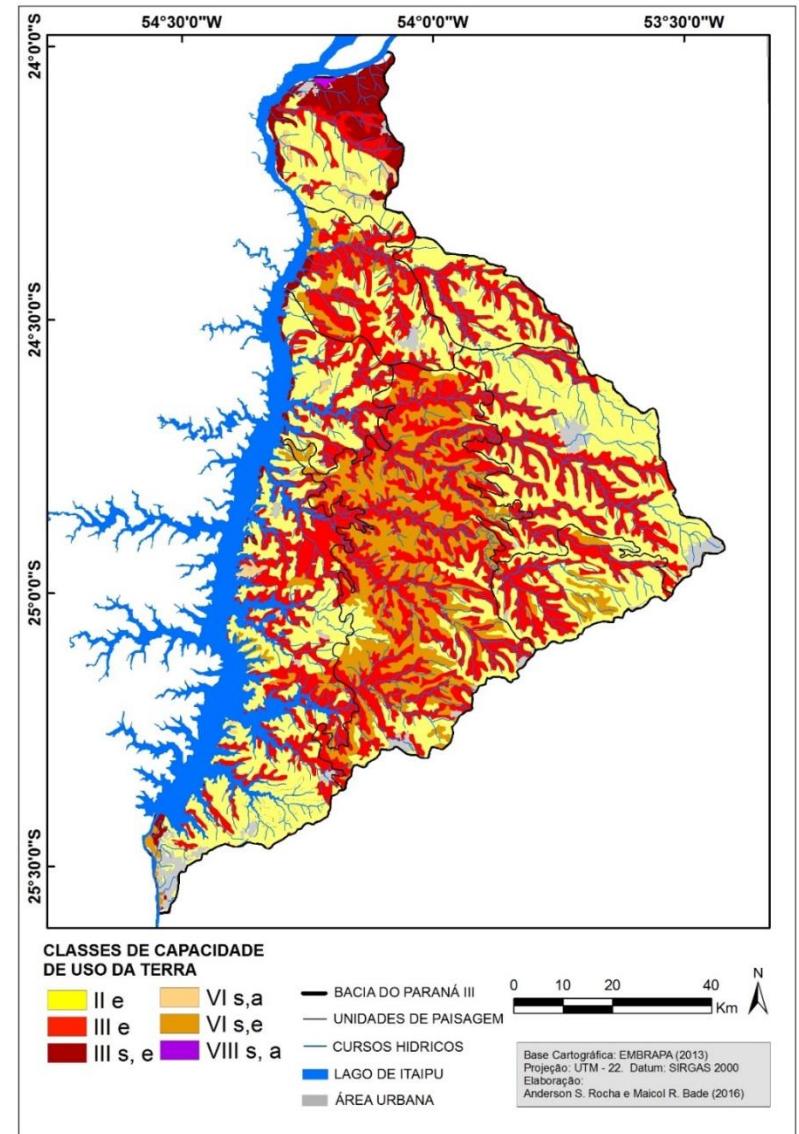 54°30'0"W 54°0'0"W 53°30'0"W
24°0'0"S
24°30'0"S
25°0'0"S
25°30'0"S
CLASSES DE CAPACIDADE
DE USO DA TERRA
II e
III e
III s, e
VI s,a
VI s,e
VIII s, a
BACIA DO PARANÁ III
UNIDADES DE PAISAGEM
CURSOS HIDRICOS
LAGO DE ITAIPU
ÁREA URBANA
0 10 20 40
Km
N
Base Cartográfica: EMBRAPA (2013)
Projeção: UTM - 22. Datum: SIRGAS 2000
Elaboração:
Anderson S. Rocha e Maicol R. Bade (2016)